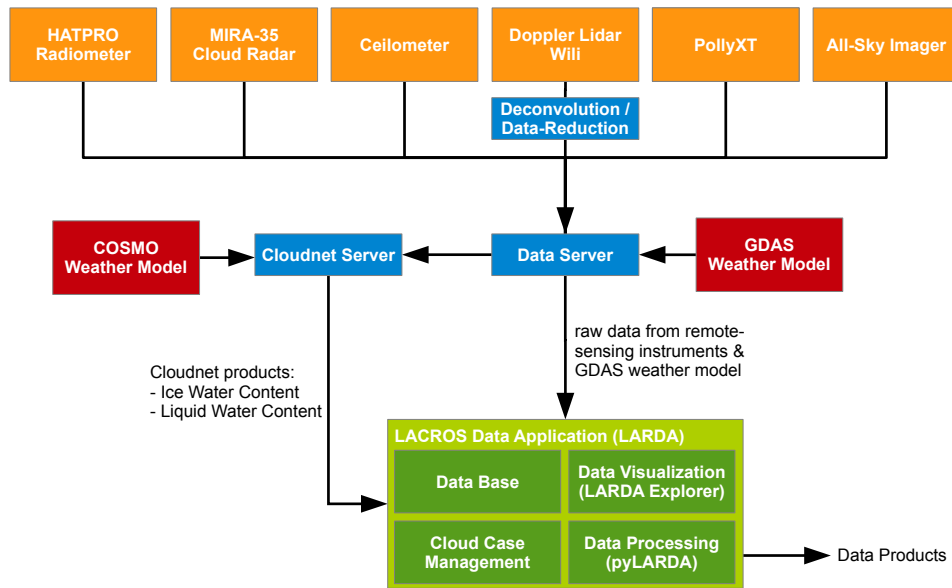 HATPRO
Radiometer
MIRA-35
Cloud Radar
Ceilometer
Doppler Lidar
Wili
PollyXT
All-Sky Imager
Deconvolution /
Data-Reduction
COSMO
Weather Model
Cloudnet Server
Data Server
GDAS
Weather Model
raw data from remote-
sensing instruments &
GDAS weather model
Cloudnet products:
- Ice Water Content
- Liquid Water Content
LACROS Data Application (LARDA)
Data Base
Data Visualization
(LARDA Explorer)
Cloud Case
Management
Data Processing
(pyLARDA)
Data Products